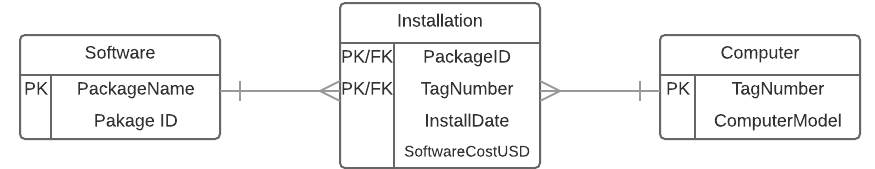 Software
PK PackageName
Pakage ID
Installation
PK/FK PackageID
PK/FK TagNumber
InstallDate
SoftwareCostUSD
Computer
PK TagNumber
ComputerModel